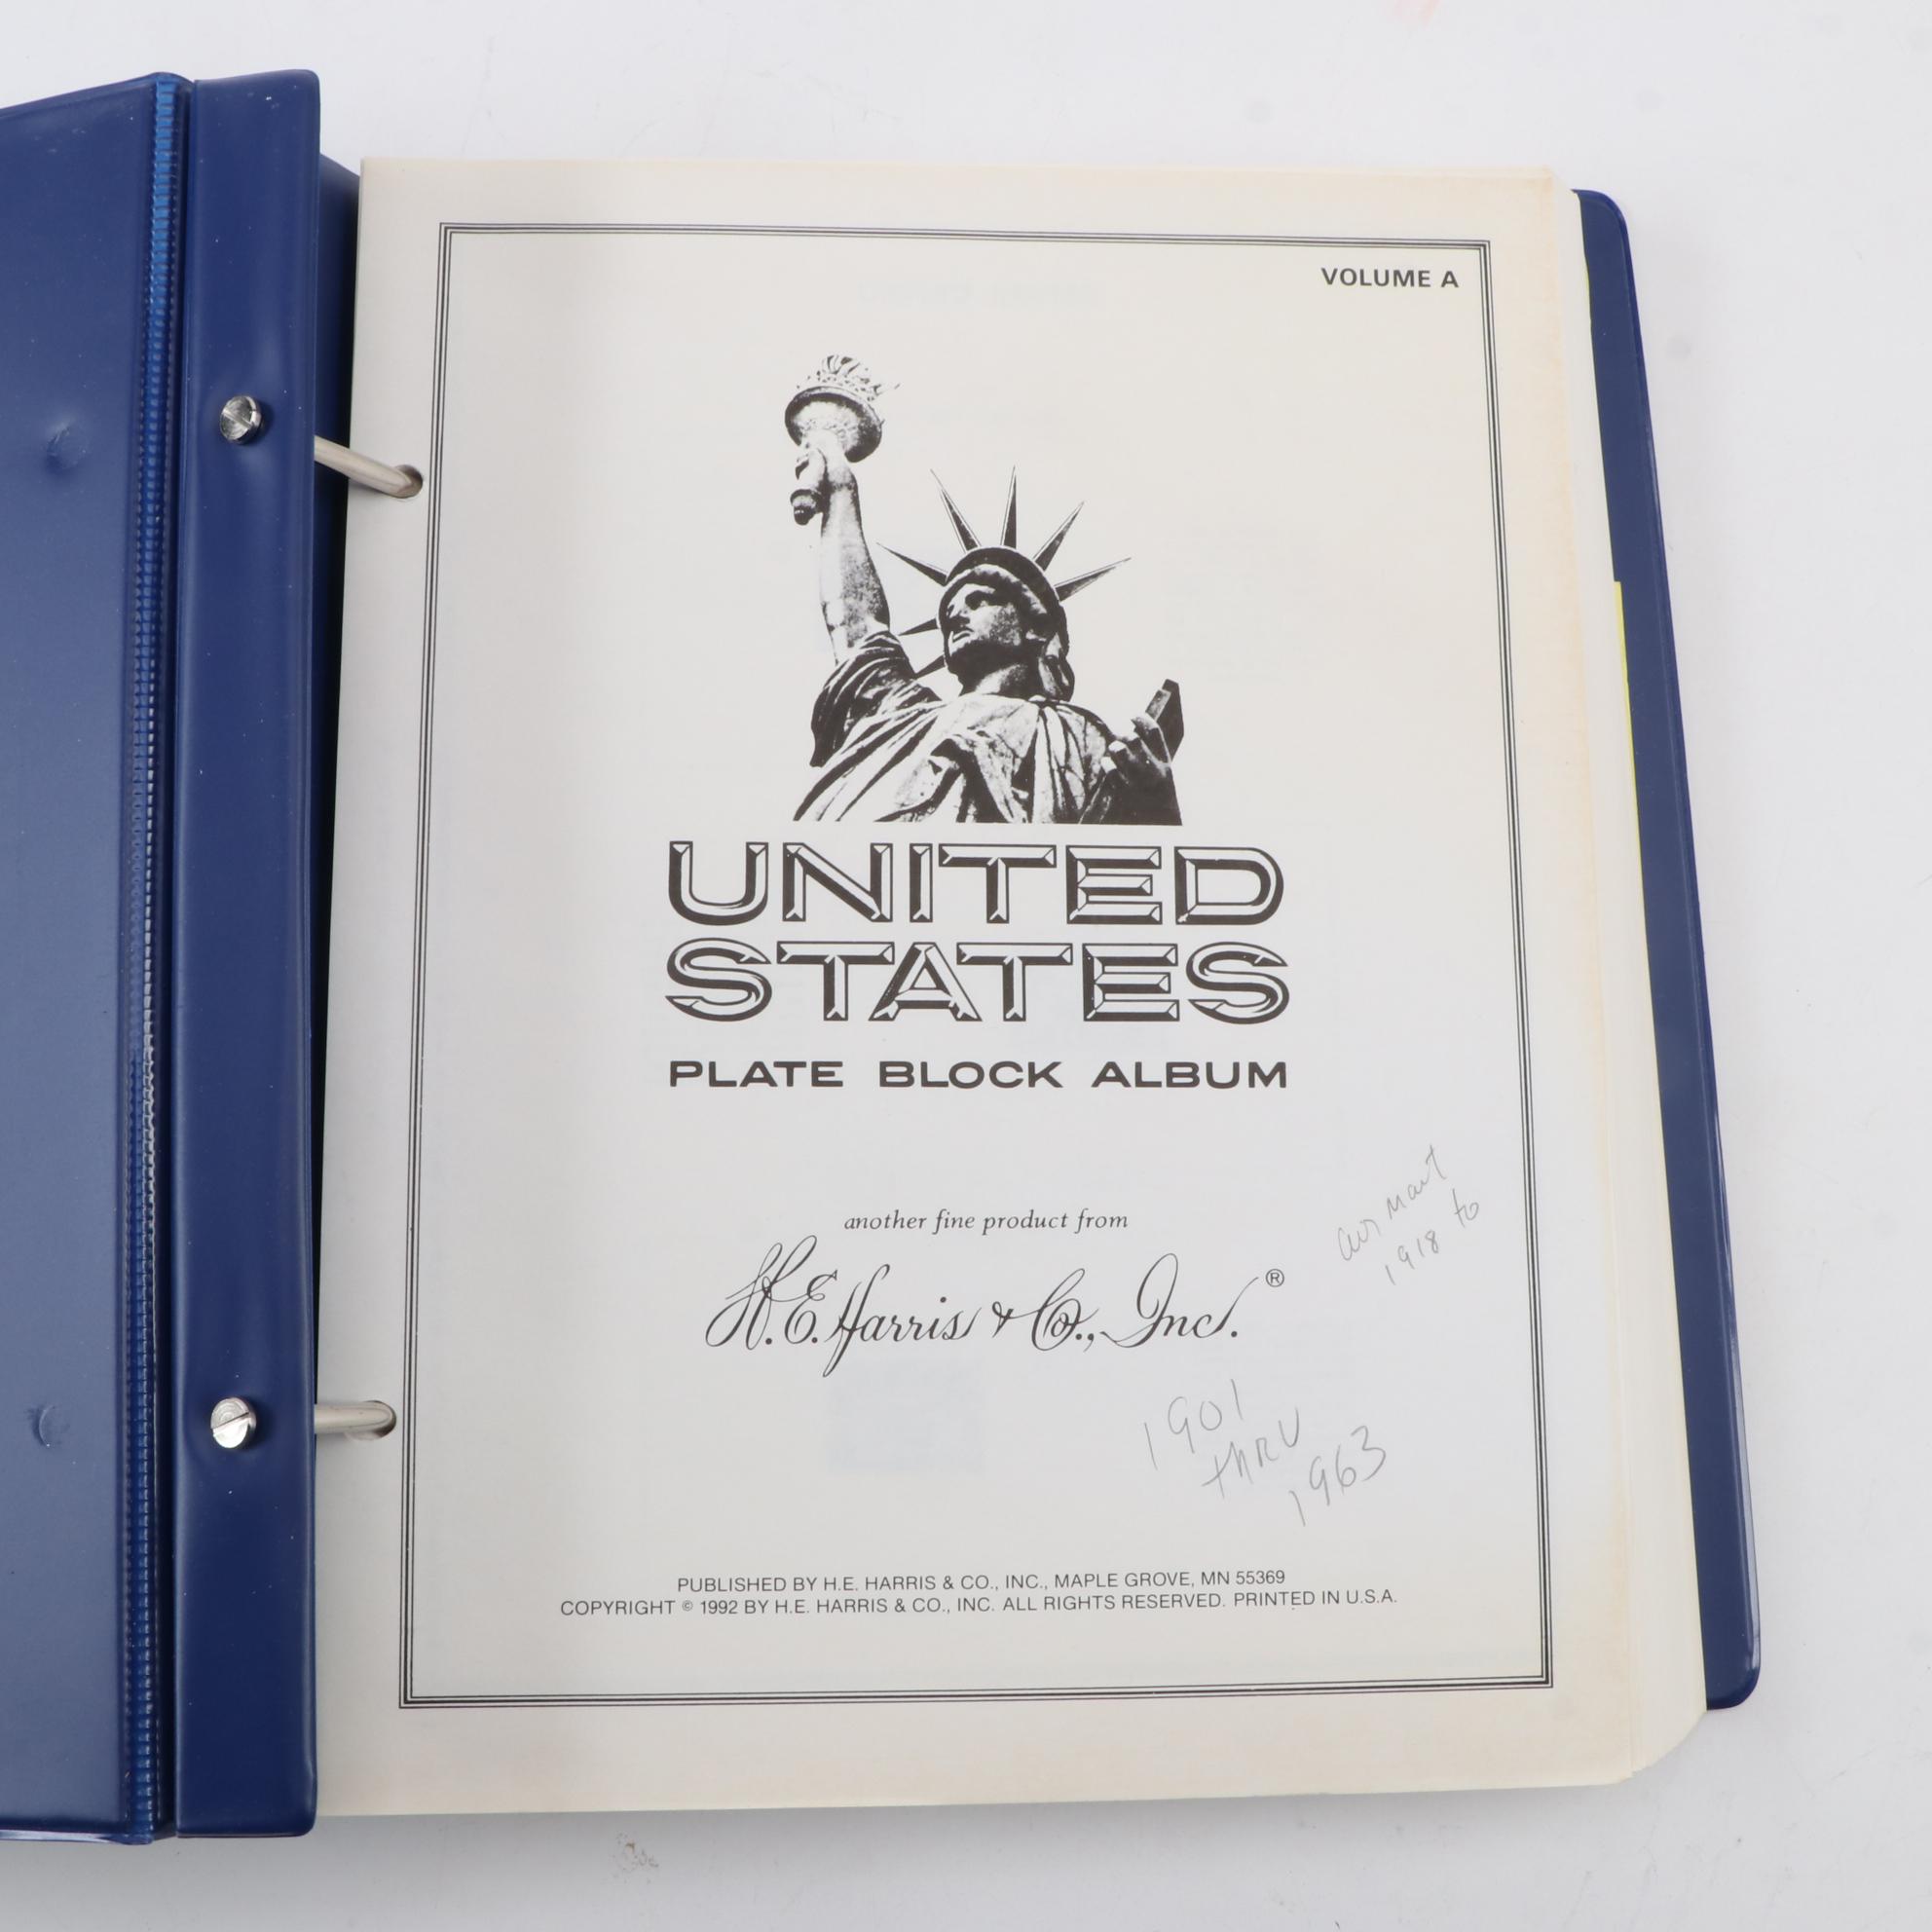 VOLUME A
UNITED
STATES
PLATE BLOCK ALBUM
another fine product from
H.E. Harris & Co., Inc.®
air mail
1918 to
1901
thru
1963
PUBLISHED BY H.E. HARRIS & CO., INC., MAPLE GROVE, MN 55369
COPYRIGHT © 1992 BY H.E. HARRIS & CO., INC. ALL RIGHTS RESERVED. PRINTED IN U.S.A.